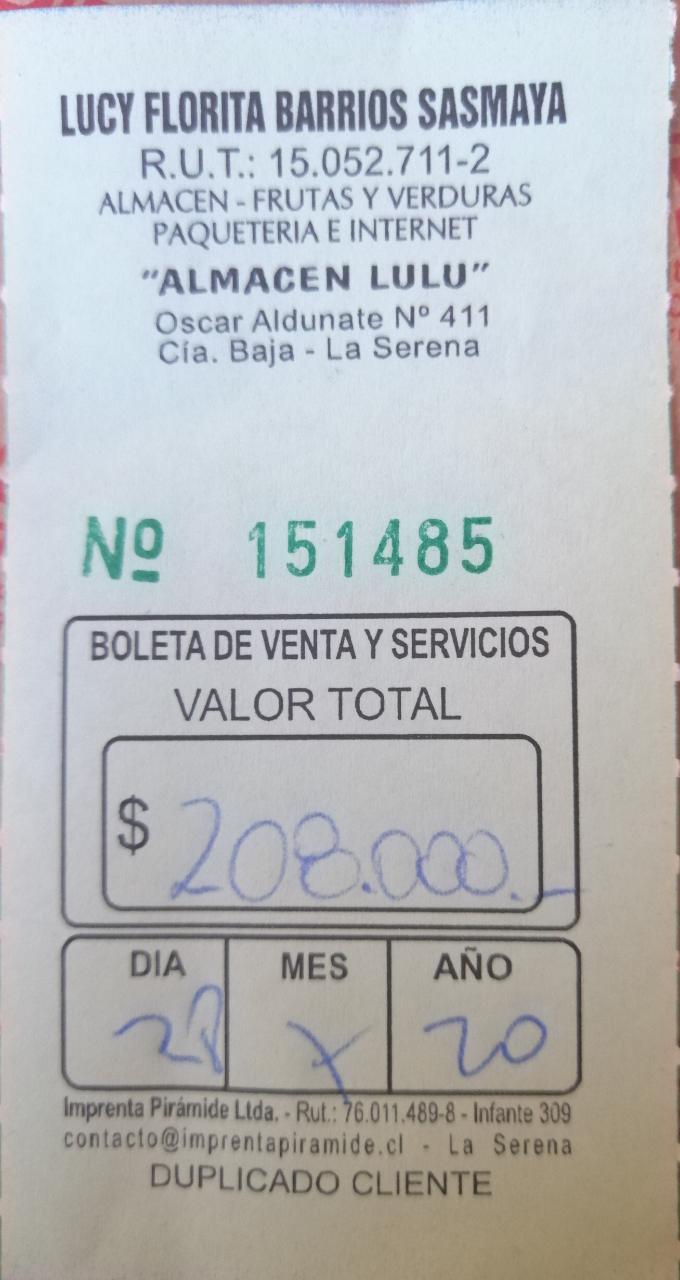 LUCY FLORITA BARRIOS SASMAYA
R.U.T.: 15.052.711-2
ALMACEN - FRUTAS Y VERDURAS
PAQUETERIA E INTERNET
"ALMACEN LULU"
Oscar Aldunate Nº 411
Cía. Baja - La Serena
Nº 151485
BOLETA DE VENTA Y SERVICIOS
VALOR TOTAL
$ 208.000.-
DIA MES AÑO
28 7 20
Imprenta Pirámide Ltda. - Rut.: 76.011.489-8 - Infante 309
contacto@imprentapiramide.cl - La Serena
DUPLICADO CLIENTE